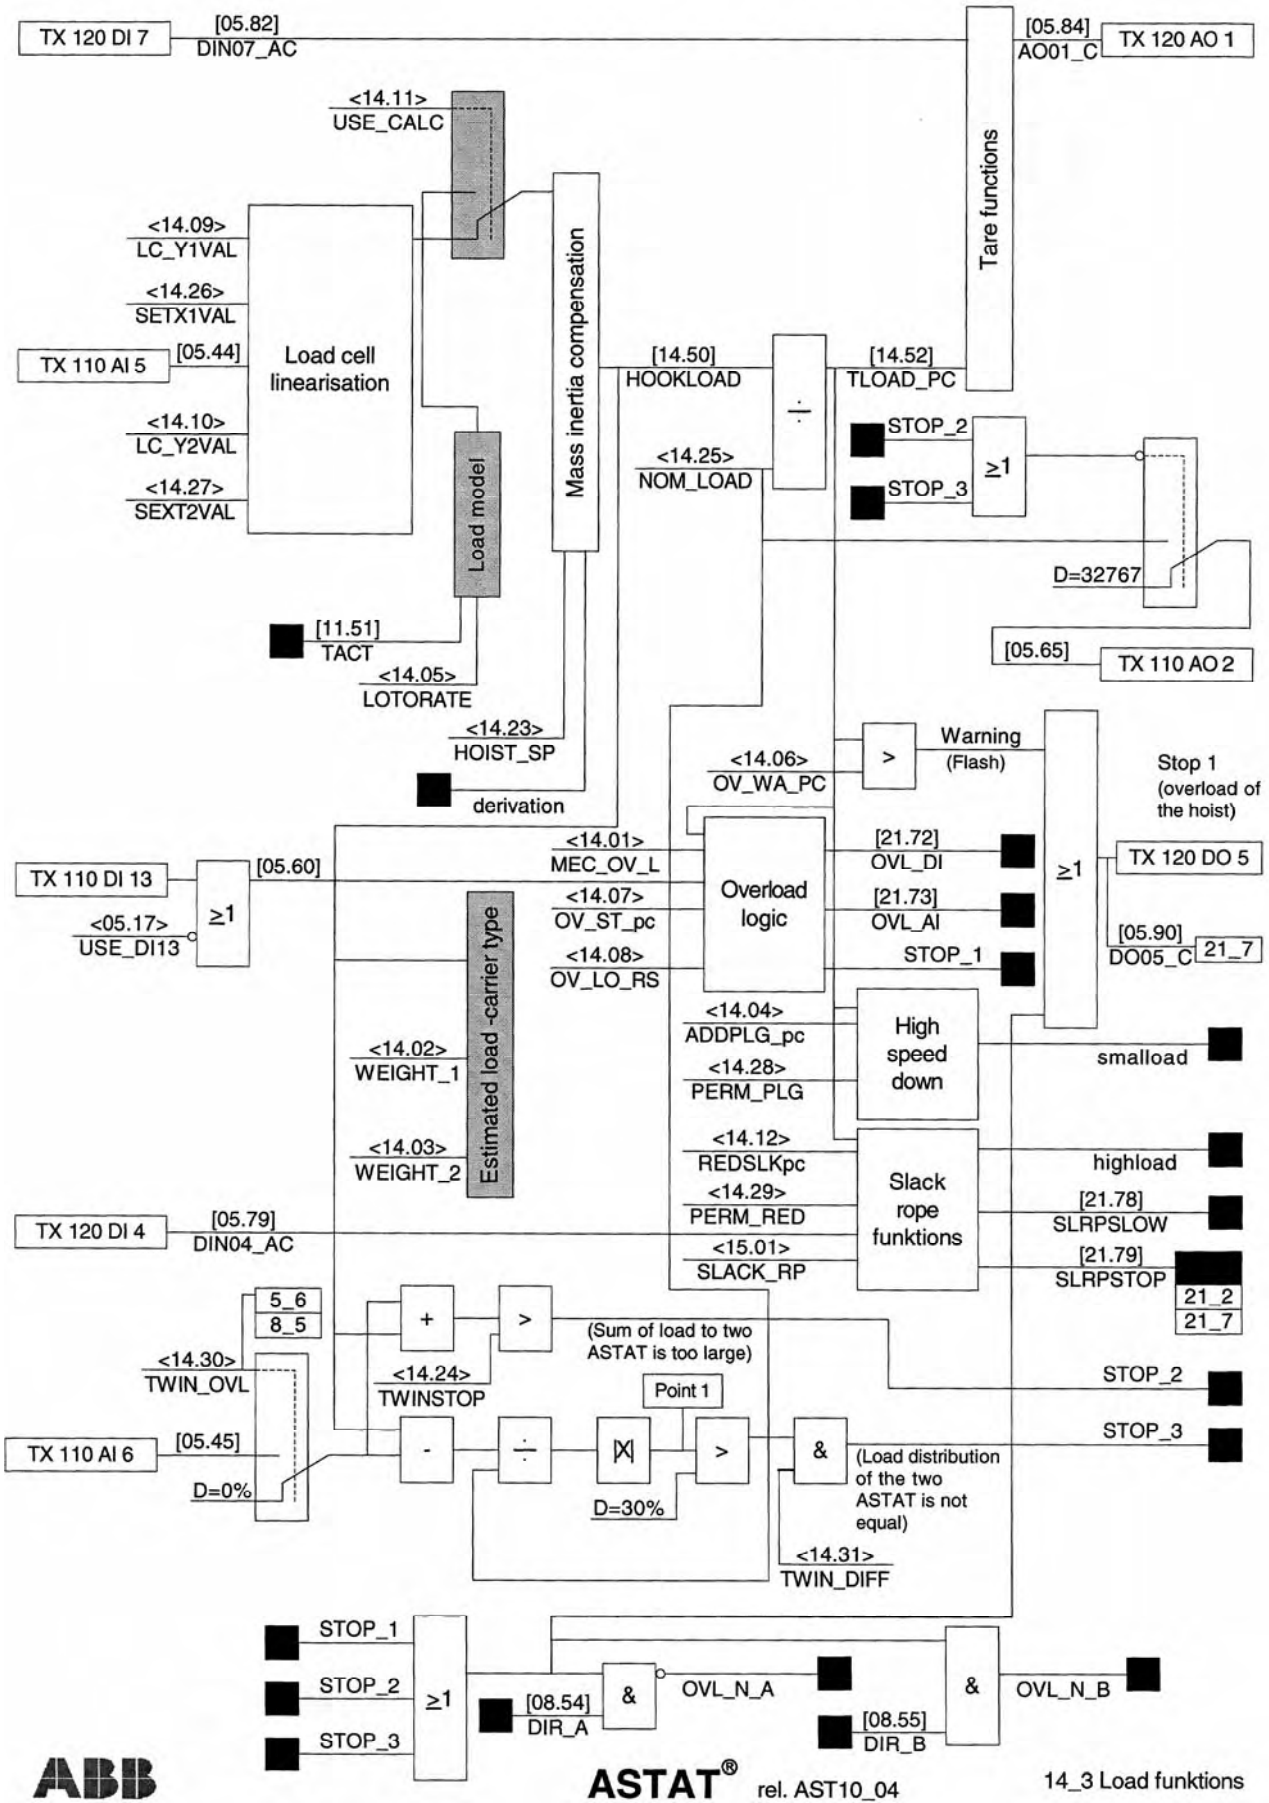 TX 120 DI 7
[05.82]
DIN07_AC
[05.84]
AO01_C
TX 120 AO 1
Tare functions
<14.11>
USE_CALC
<14.09>
LC_Y1VAL
<14.26>
SETX1VAL
TX 110 AI 5
[05.44]
<14.10>
LC_Y2VAL
<14.27>
SEXT2VAL
Load cell
linearisation
Load model
Mass inertia compensation
[14.50]
HOOKLOAD
<14.25>
NOM_LOAD
÷
[14.52]
TLOAD_PC
STOP_2
STOP_3
≥1
D=32767
[05.65]
TX 110 AO 2
[11.51]
TACT
<14.05>
LOTORATE
<14.23>
HOIST_SP
derivation
<14.06>
OV_WA_PC
>
Warning
(Flash)
Stop 1
(overload of
the hoist)
≥1
TX 120 DO 5
[05.90]
DO05_C
21_7
TX 110 DI 13
<05.17>
USE_DI13
≥1
[05.60]
<14.01>
MEC_OV_L
<14.07>
OV_ST_pc
<14.08>
OV_LO_RS
Overload
logic
[21.72]
OVL_DI
[21.73]
OVL_AI
STOP_1
Estimated load -carrier type
<14.02>
WEIGHT_1
<14.03>
WEIGHT_2
<14.04>
ADDPLG_pc
<14.28>
PERM_PLG
High
speed
down
smalload
<14.12>
REDSLKpc
<14.29>
PERM_RED
<15.01>
SLACK_RP
Slack
rope
funktions
highload
[21.78]
SLRPSLOW
[21.79]
SLRPSTOP
21_2
21_7
TX 120 DI 4
[05.79]
DIN04_AC
5_6
8_5
<14.30>
TWIN_OVL
TX 110 AI 6
[05.45]
D=0%
+
>
<14.24>
TWINSTOP
(Sum of load to two
ASTAT is too large)
Point 1
-
÷
|X|
>
D=30%
&
(Load distribution
of the two
ASTAT is not
equal)
<14.31>
TWIN_DIFF
STOP_2
STOP_3
STOP_1
STOP_2
STOP_3
≥1
[08.54]
DIR_A
&
OVL_N_A
[08.55]
DIR_B
&
OVL_N_B
ABB
ASTAT® rel. AST10_04
14_3 Load funktions